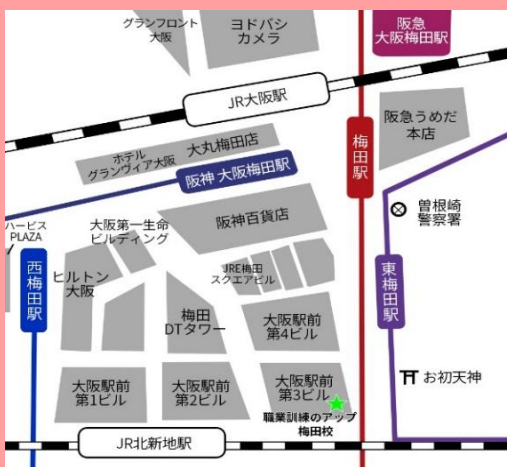 グランフロント
大阪
ヨドバシ
カメラ
阪急
大阪梅田駅
JR大阪駅
阪急うめだ
本店
梅田駅
大丸梅田店
ホテル
グランヴィア大阪
阪神 大阪梅田駅
曽根崎
警察署
阪神百貨店
大阪第一生命
ビルディング
ハービス
PLAZA
西梅田駅
ヒルトン
大阪
JRE梅田
スクエアビル
東梅田駅
梅田
DTタワー
大阪駅前
第4ビル
お初天神
大阪駅前
第1ビル
大阪駅前
第2ビル
大阪駅前
第3ビル
職業訓練のアップ
梅田校
JR北新地駅